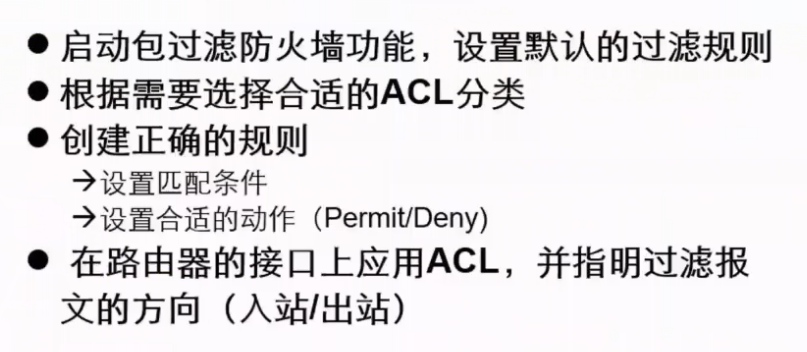 ● 启动包过滤防火墙功能，设置默认的过滤规则
● 根据需要选择合适的ACL分类
● 创建正确的规则
→设置匹配条件
→设置合适的动作（Permit/Deny)
● 在路由器的接口上应用ACL，并指明过滤报
文的方向（入站/出站）